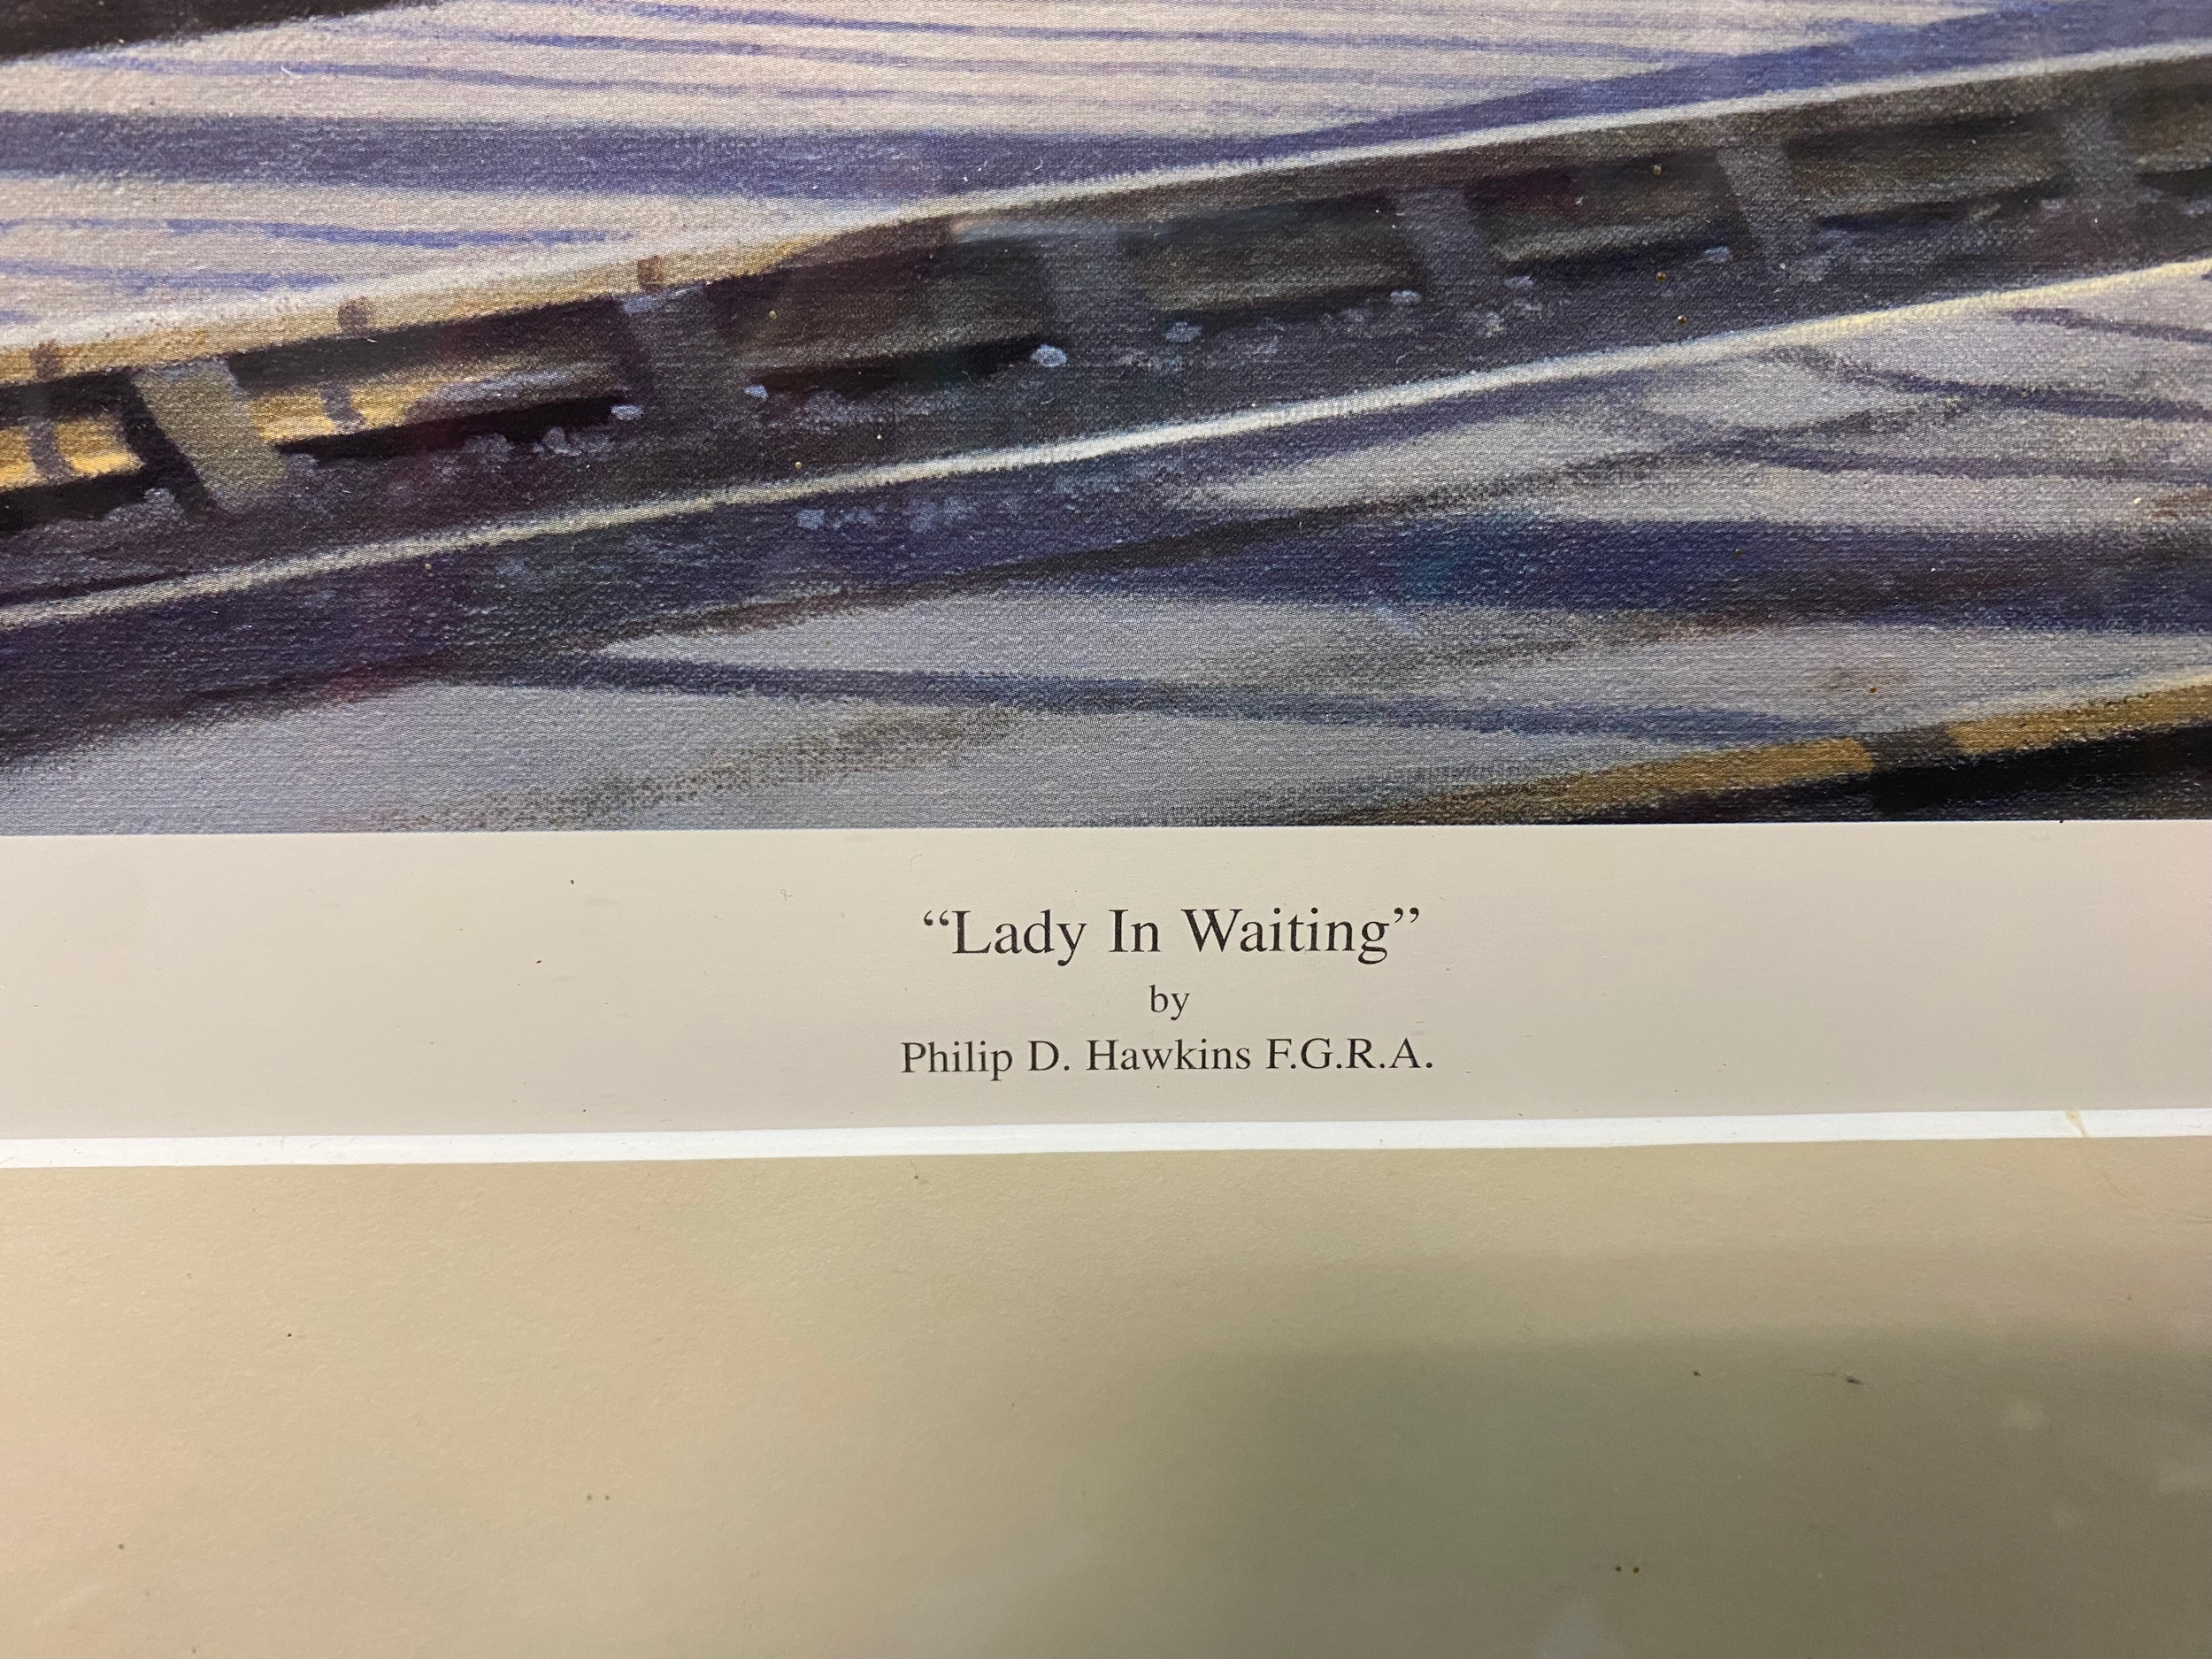 “Lady In Waiting”
by
Philip D. Hawkins F.G.R.A.